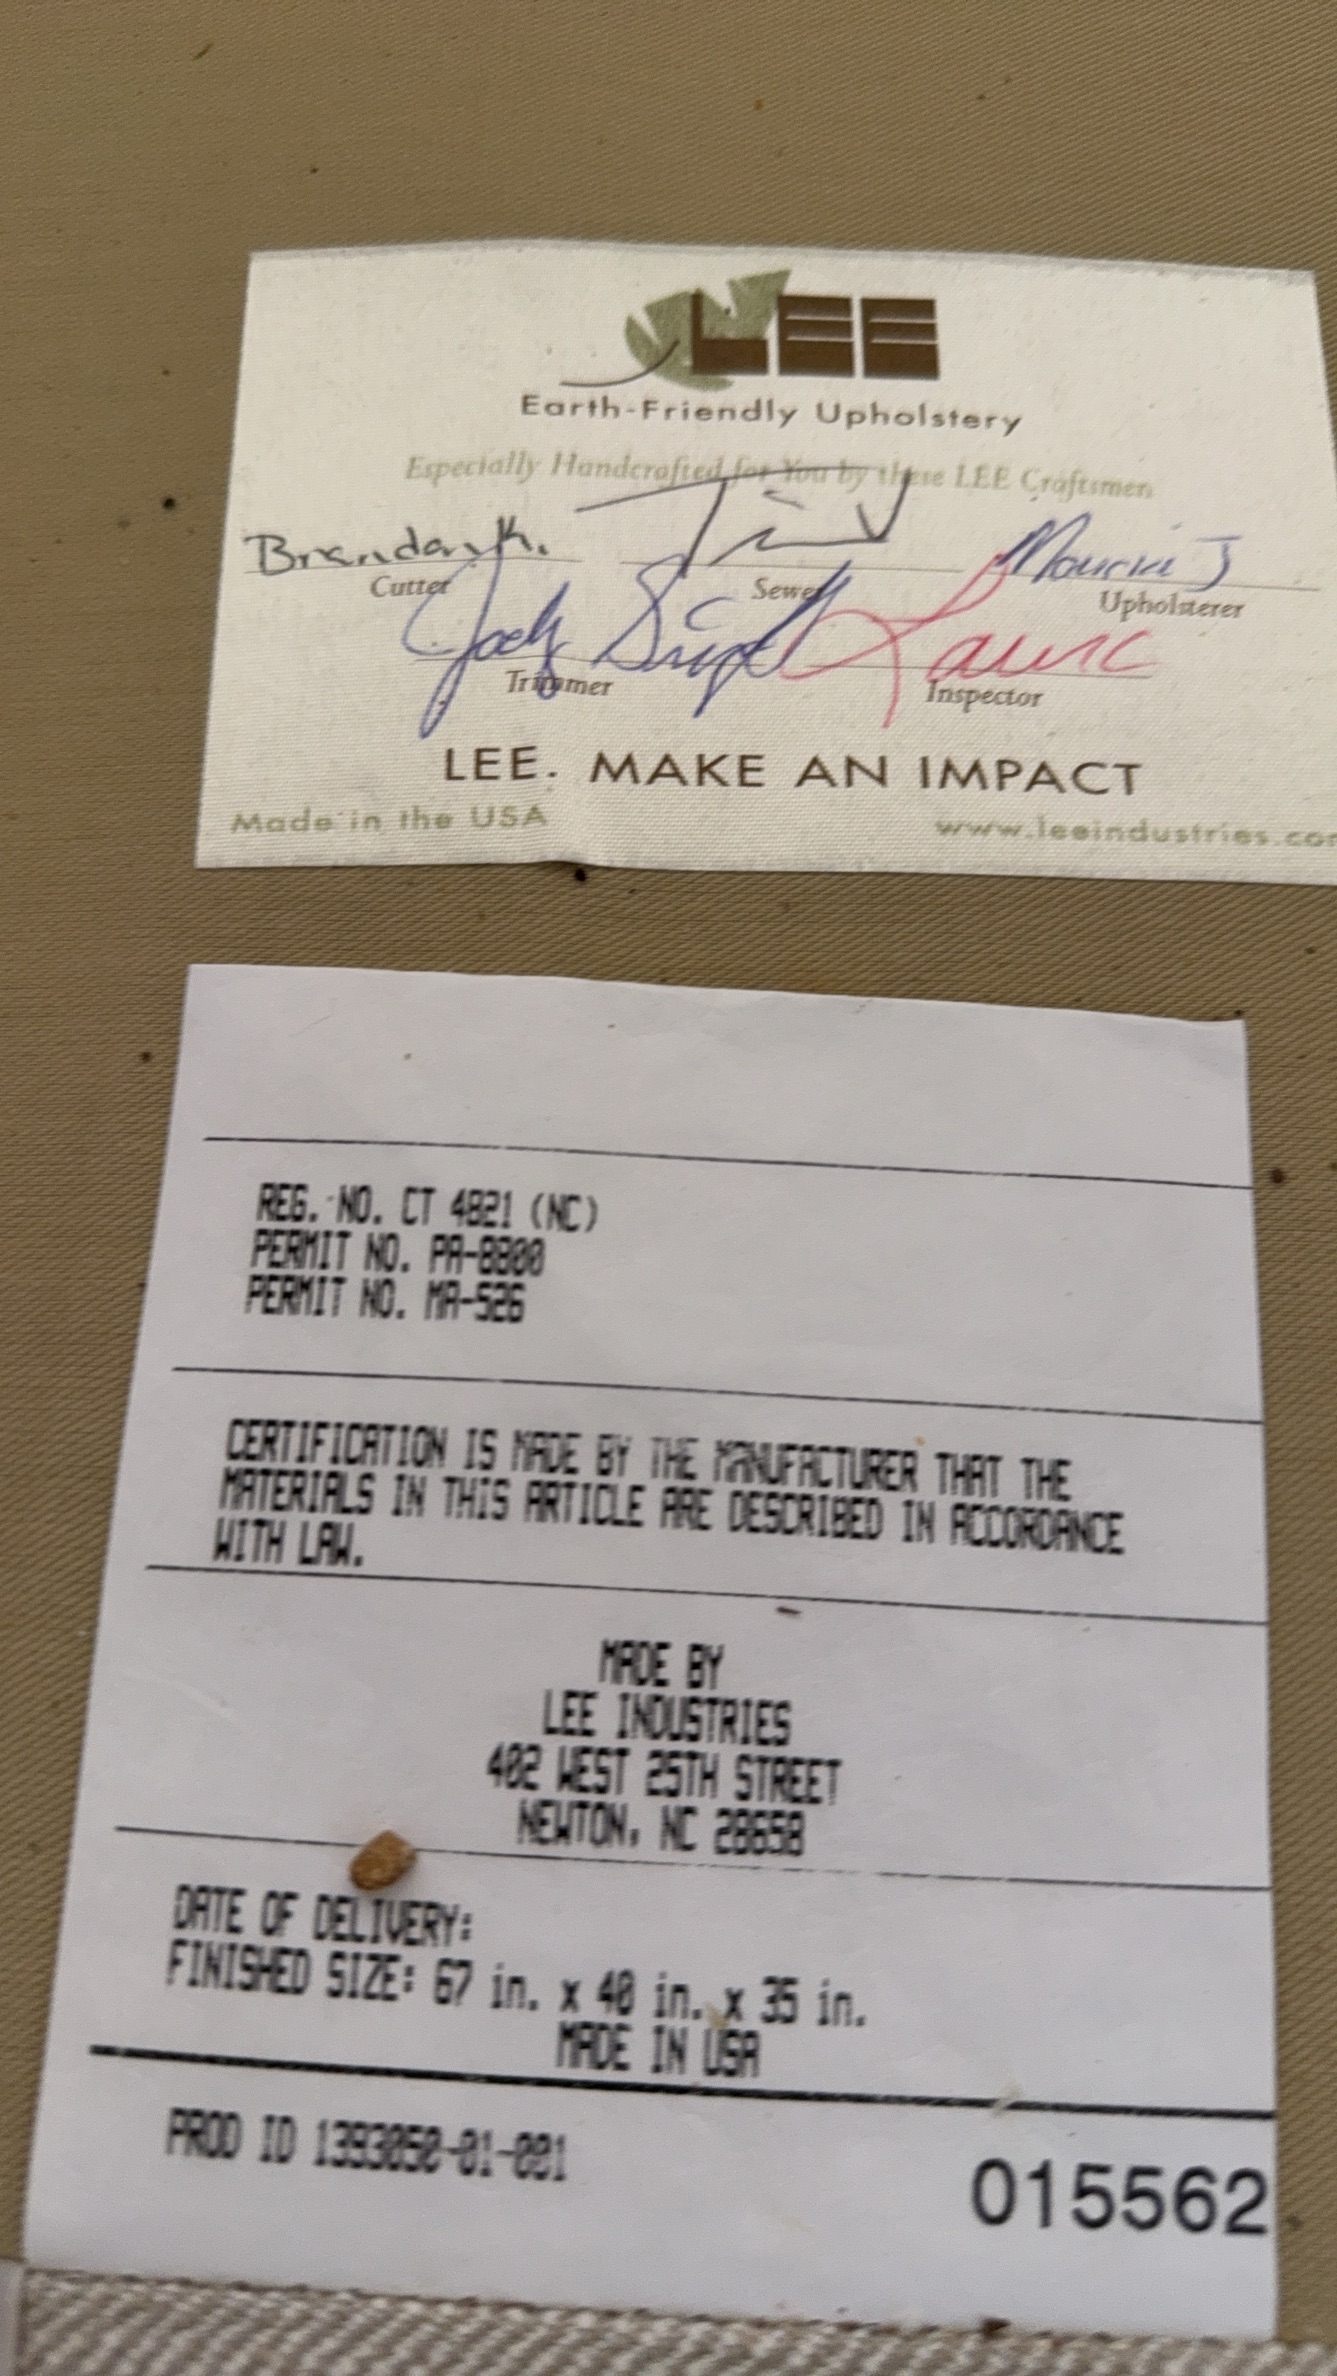 LEE
Earth-Friendly Upholstery
Especially Handcrafted for You by these LEE Craftsmen
Brandon K.
Cutter
Sewer
Upholsterer
Trimmer
Inspector
LEE. MAKE AN IMPACT
Made in the USA www.leeindustries.com
REG. NO. CT 4821 (NC)
PERMIT NO. PA-8800
PERMIT NO. MA-526
CERTIFICATION IS MADE BY THE MANUFACTURER THAT THE
MATERIALS IN THIS ARTICLE ARE DESCRIBED IN ACCORDANCE
WITH LAW.
MADE BY
LEE INDUSTRIES
402 WEST 25TH STREET
NEWTON, NC 28658
DATE OF DELIVERY:
FINISHED SIZE: 67 in. x 40 in. x 35 in.
MADE IN USA
PROD ID 1393050-01-001
015562